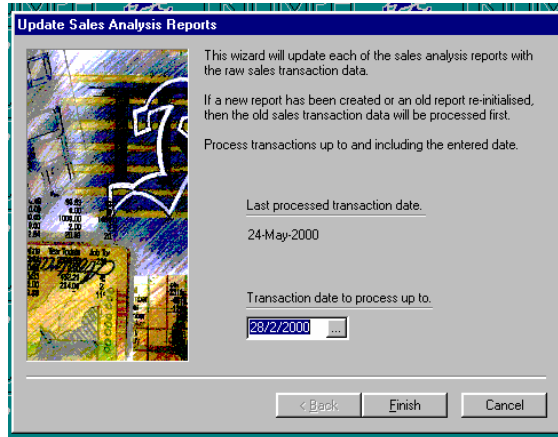 Update Sales Analysis Reports
This wizard will update each of the sales analysis reports with
the raw sales transaction data.
If a new report has been created or an old report re-initialised,
then the old sales transaction data will be processed first.
Process transactions up to and including the entered date.
Last processed transaction date.
24-May-2000
Transaction date to process up to.
28/2/2000 ...
< Back Finish Cancel